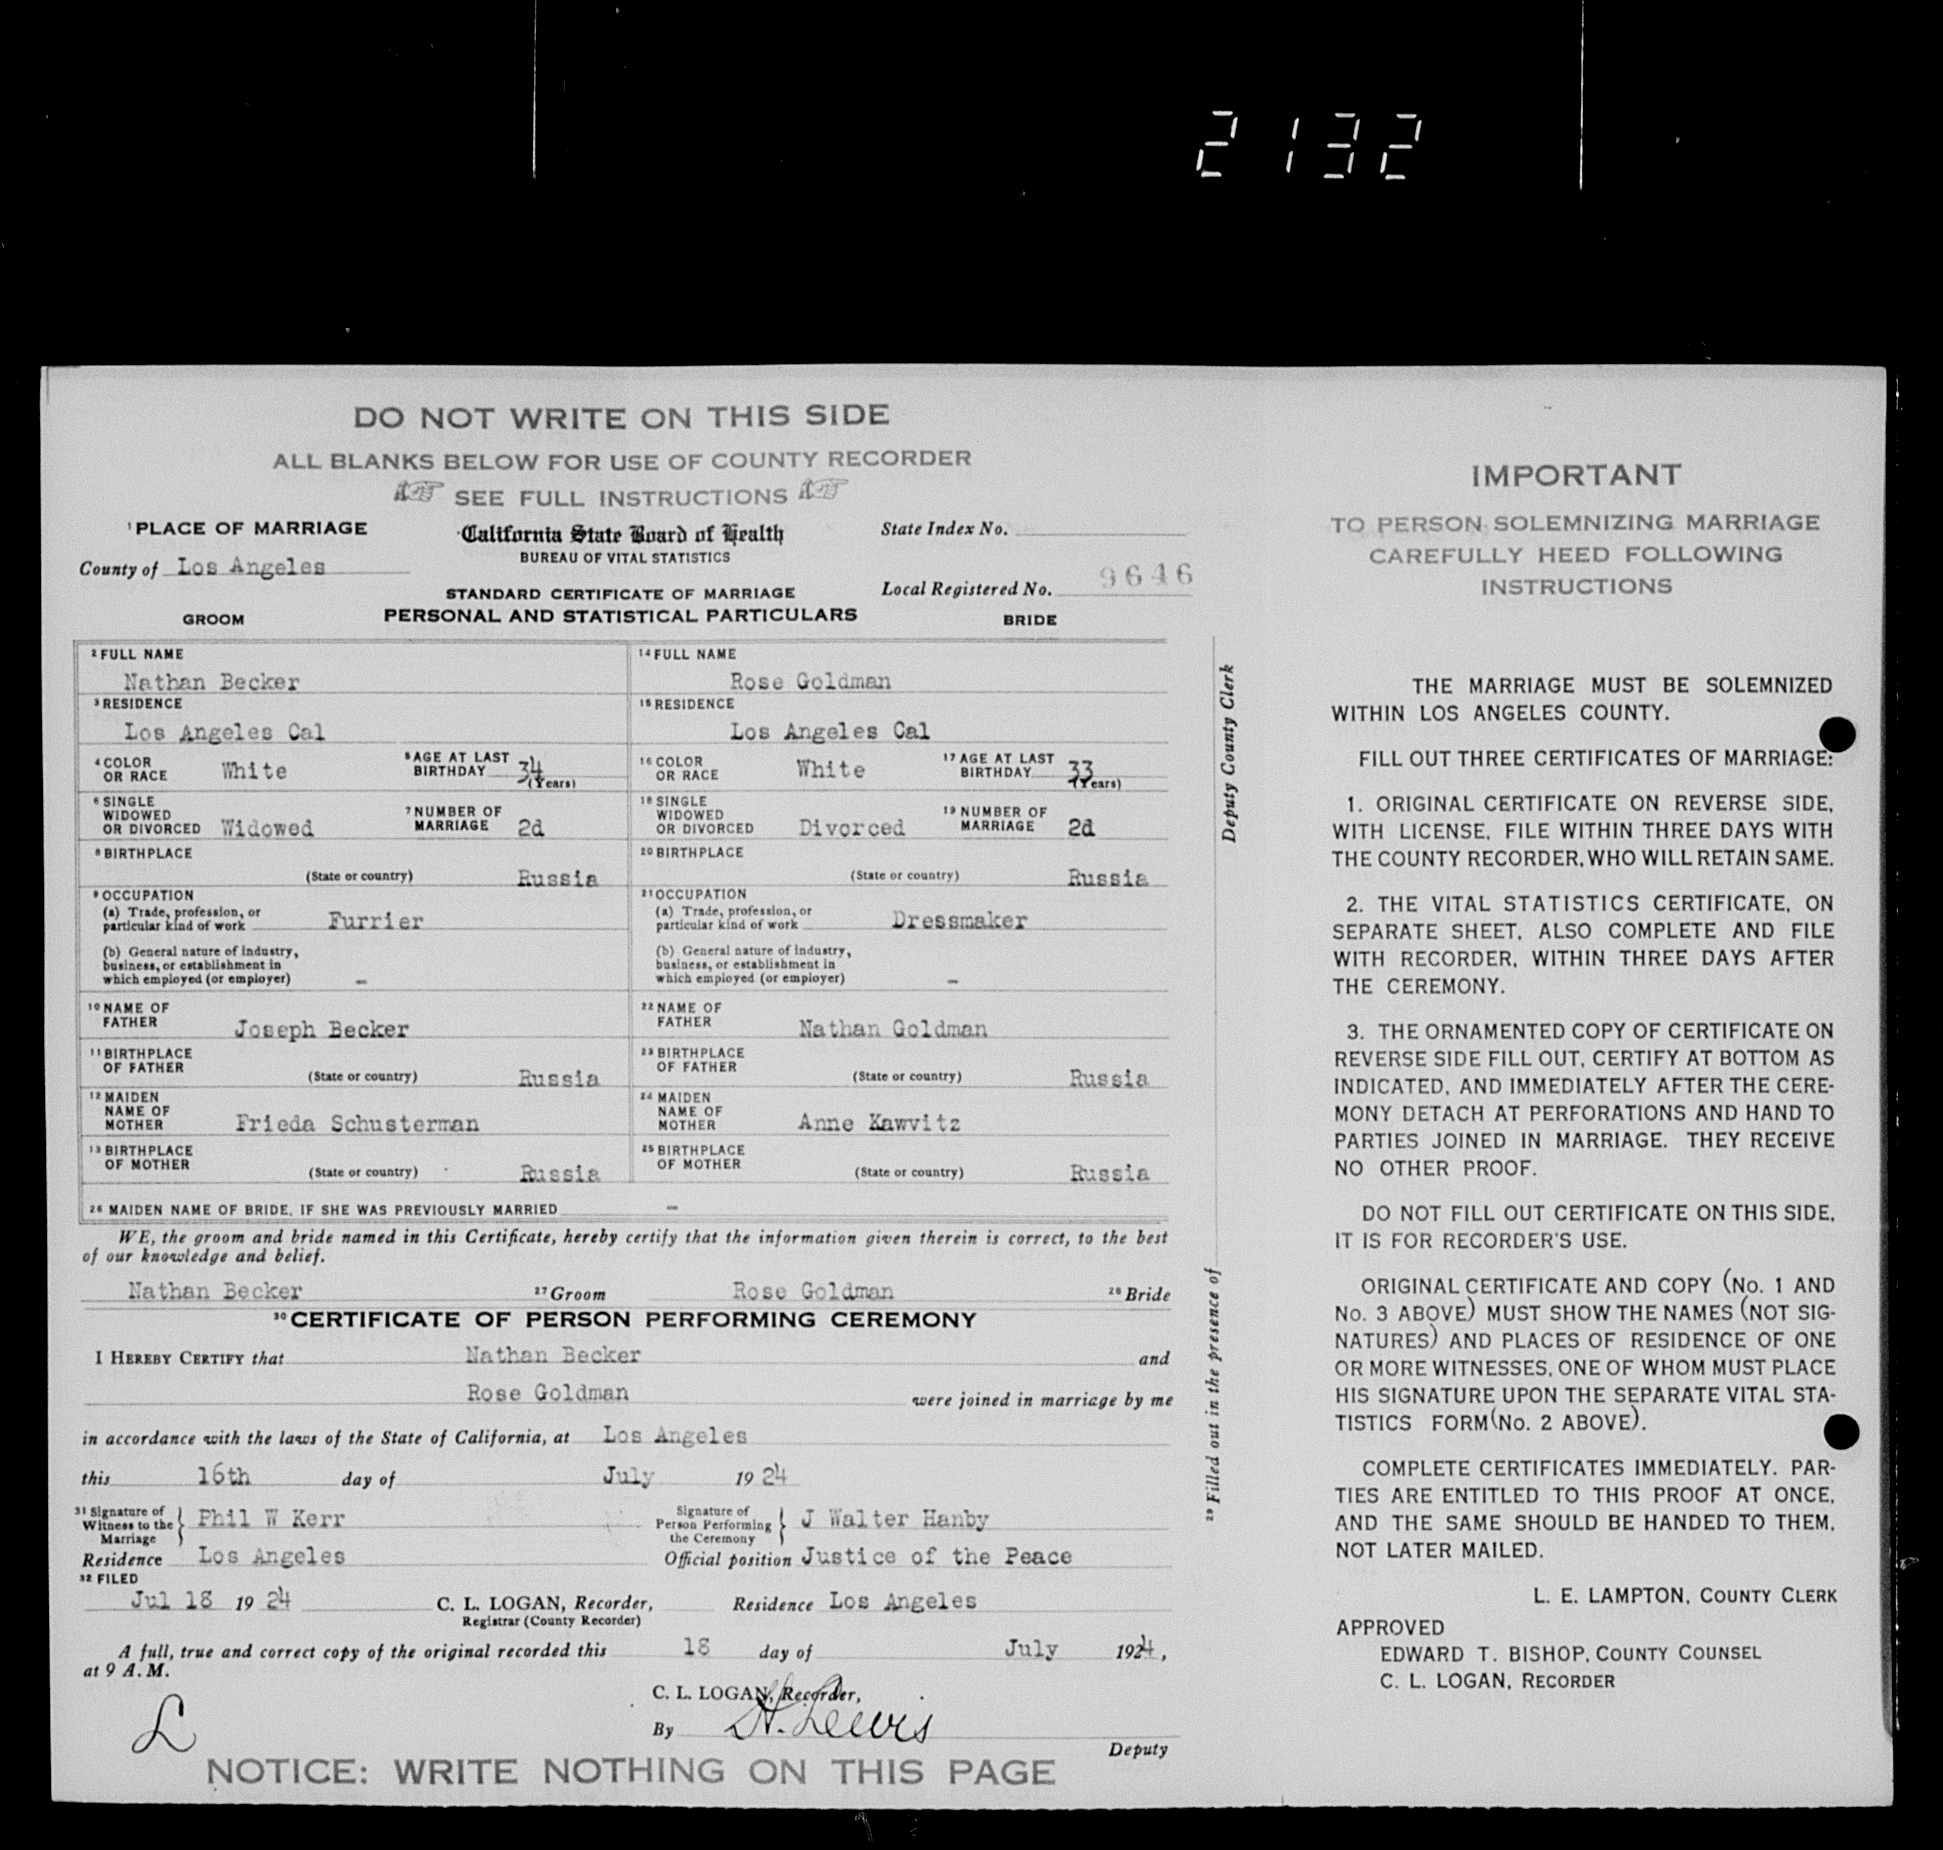 2132
DO NOT WRITE ON THIS SIDE
ALL BLANKS BELOW FOR USE OF COUNTY RECORDER
SEE FULL INSTRUCTIONS
1 PLACE OF MARRIAGE
County of Los Angeles
California State Board of Health
BUREAU OF VITAL STATISTICS
STANDARD CERTIFICATE OF MARRIAGE
State Index No.
Local Registered No. 9646
GROOM PERSONAL AND STATISTICAL PARTICULARS BRIDE
2 FULL NAME
Nathan Becker
3 RESIDENCE
Los Angeles Cal
4 COLOR
OR RACE White
5 AGE AT LAST
BIRTHDAY 34
(Years)
6 SINGLE
WIDOWED
OR DIVORCED Widowed
7 NUMBER OF
MARRIAGE 2d
8 BIRTHPLACE
(State or country) Russia
9 OCCUPATION
(a) Trade, profession, or
particular kind of work Furrier
(b) General nature of industry,
business, or establishment in
which employed (or employer) -
10 NAME OF
FATHER Joseph Becker
11 BIRTHPLACE
OF FATHER
(State or country) Russia
12 MAIDEN
NAME OF
MOTHER Frieda Schusterman
13 BIRTHPLACE
OF MOTHER
(State or country) Russia
14 FULL NAME
Rose Goldman
15 RESIDENCE
Los Angeles Cal
16 COLOR
OR RACE White
17 AGE AT LAST
BIRTHDAY 33
(Years)
18 SINGLE
WIDOWED
OR DIVORCED Divorced
19 NUMBER OF
MARRIAGE 2d
20 BIRTHPLACE
(State or country) Russia
21 OCCUPATION
(a) Trade, profession, or
particular kind of work Dressmaker
(b) General nature of industry,
business, or establishment in
which employed (or employer) -
22 NAME OF
FATHER Nathan Goldman
23 BIRTHPLACE
OF FATHER
(State or country) Russia
24 MAIDEN
NAME OF
MOTHER Anne Kawvitz
25 BIRTHPLACE
OF MOTHER
(State or country) Russia
26 MAIDEN NAME OF BRIDE, IF SHE WAS PREVIOUSLY MARRIED -
WE, the groom and bride named in this Certificate, hereby certify that the information given therein is correct, to the best
of our knowledge and belief.
Nathan Becker 27 Groom Rose Goldman 28 Bride
30 CERTIFICATE OF PERSON PERFORMING CEREMONY
I HEREBY CERTIFY that Nathan Becker and
Rose Goldman were joined in marriage by me
in accordance with the laws of the State of California, at Los Angeles
this 16th day of July 19 24
31 Signature of
Witness to the
Marriage } Phil W Kerr
Signature of
Person Performing
the Ceremony } J Walter Hanby
Residence Los Angeles
Official position Justice of the Peace
32 FILED
Jul 18 19 24
C. L. LOGAN, Recorder,
Registrar (County Recorder)
Residence Los Angeles
A full, true and correct copy of the original recorded this 18 day of July 1924,
at 9 A.M.
C. L. LOGAN, Recorder,
By H. Lewis
Deputy
L
NOTICE: WRITE NOTHING ON THIS PAGE
29 Filled out in the presence of
Deputy County Clerk
IMPORTANT
TO PERSON SOLEMNIZING MARRIAGE
CAREFULLY HEED FOLLOWING
INSTRUCTIONS
THE MARRIAGE MUST BE SOLEMNIZED
WITHIN LOS ANGELES COUNTY.
FILL OUT THREE CERTIFICATES OF MARRIAGE:
1. ORIGINAL CERTIFICATE ON REVERSE SIDE,
WITH LICENSE, FILE WITHIN THREE DAYS WITH
THE COUNTY RECORDER, WHO WILL RETAIN SAME.
2. THE VITAL STATISTICS CERTIFICATE, ON
SEPARATE SHEET, ALSO COMPLETE AND FILE
WITH RECORDER, WITHIN THREE DAYS AFTER
THE CEREMONY.
3. THE ORNAMENTED COPY OF CERTIFICATE ON
REVERSE SIDE FILL OUT, CERTIFY AT BOTTOM AS
INDICATED, AND IMMEDIATELY AFTER THE CERE-
MONY DETACH AT PERFORATIONS AND HAND TO
PARTIES JOINED IN MARRIAGE. THEY RECEIVE
NO OTHER PROOF.
DO NOT FILL OUT CERTIFICATE ON THIS SIDE,
IT IS FOR RECORDER'S USE.
ORIGINAL CERTIFICATE AND COPY (No. 1 AND
No. 3 ABOVE) MUST SHOW THE NAMES (NOT SIG-
NATURES) AND PLACES OF RESIDENCE OF ONE
OR MORE WITNESSES, ONE OF WHOM MUST PLACE
HIS SIGNATURE UPON THE SEPARATE VITAL STA-
TISTICS FORM (No. 2 ABOVE).
COMPLETE CERTIFICATES IMMEDIATELY. PAR-
TIES ARE ENTITLED TO THIS PROOF AT ONCE,
AND THE SAME SHOULD BE HANDED TO THEM,
NOT LATER MAILED.
L. E. LAMPTON, COUNTY CLERK
APPROVED
EDWARD T. BISHOP, COUNTY COUNSEL
C. L. LOGAN, RECORDER